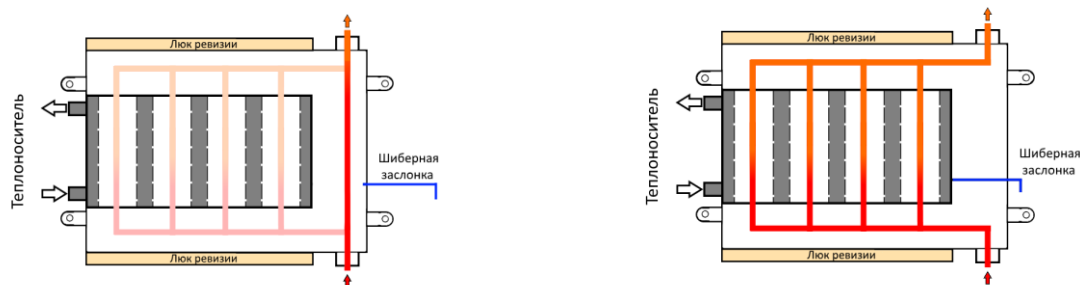 Люк ревизии
Теплоноситель
Шиберная
заслонка
Люк ревизии
Люк ревизии
Теплоноситель
Шиберная
заслонка
Люк ревизии